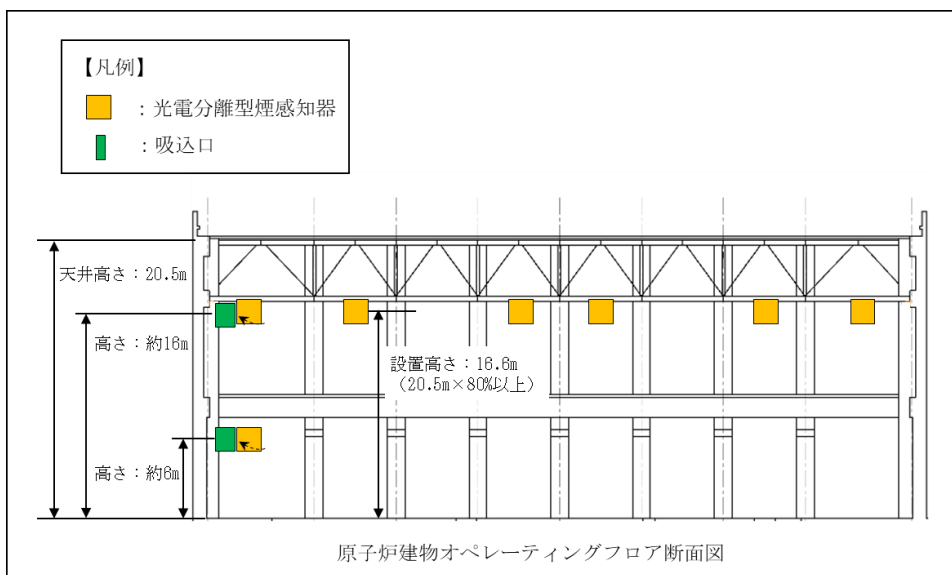 【凡例】
：光電分離型煙感知器
：吸込口
天井高さ：20.5m
高さ：約16m
設置高さ：16.6m
（20.5m×80%以上）
高さ：約6m
原子炉建物オペレーティングフロア断面図